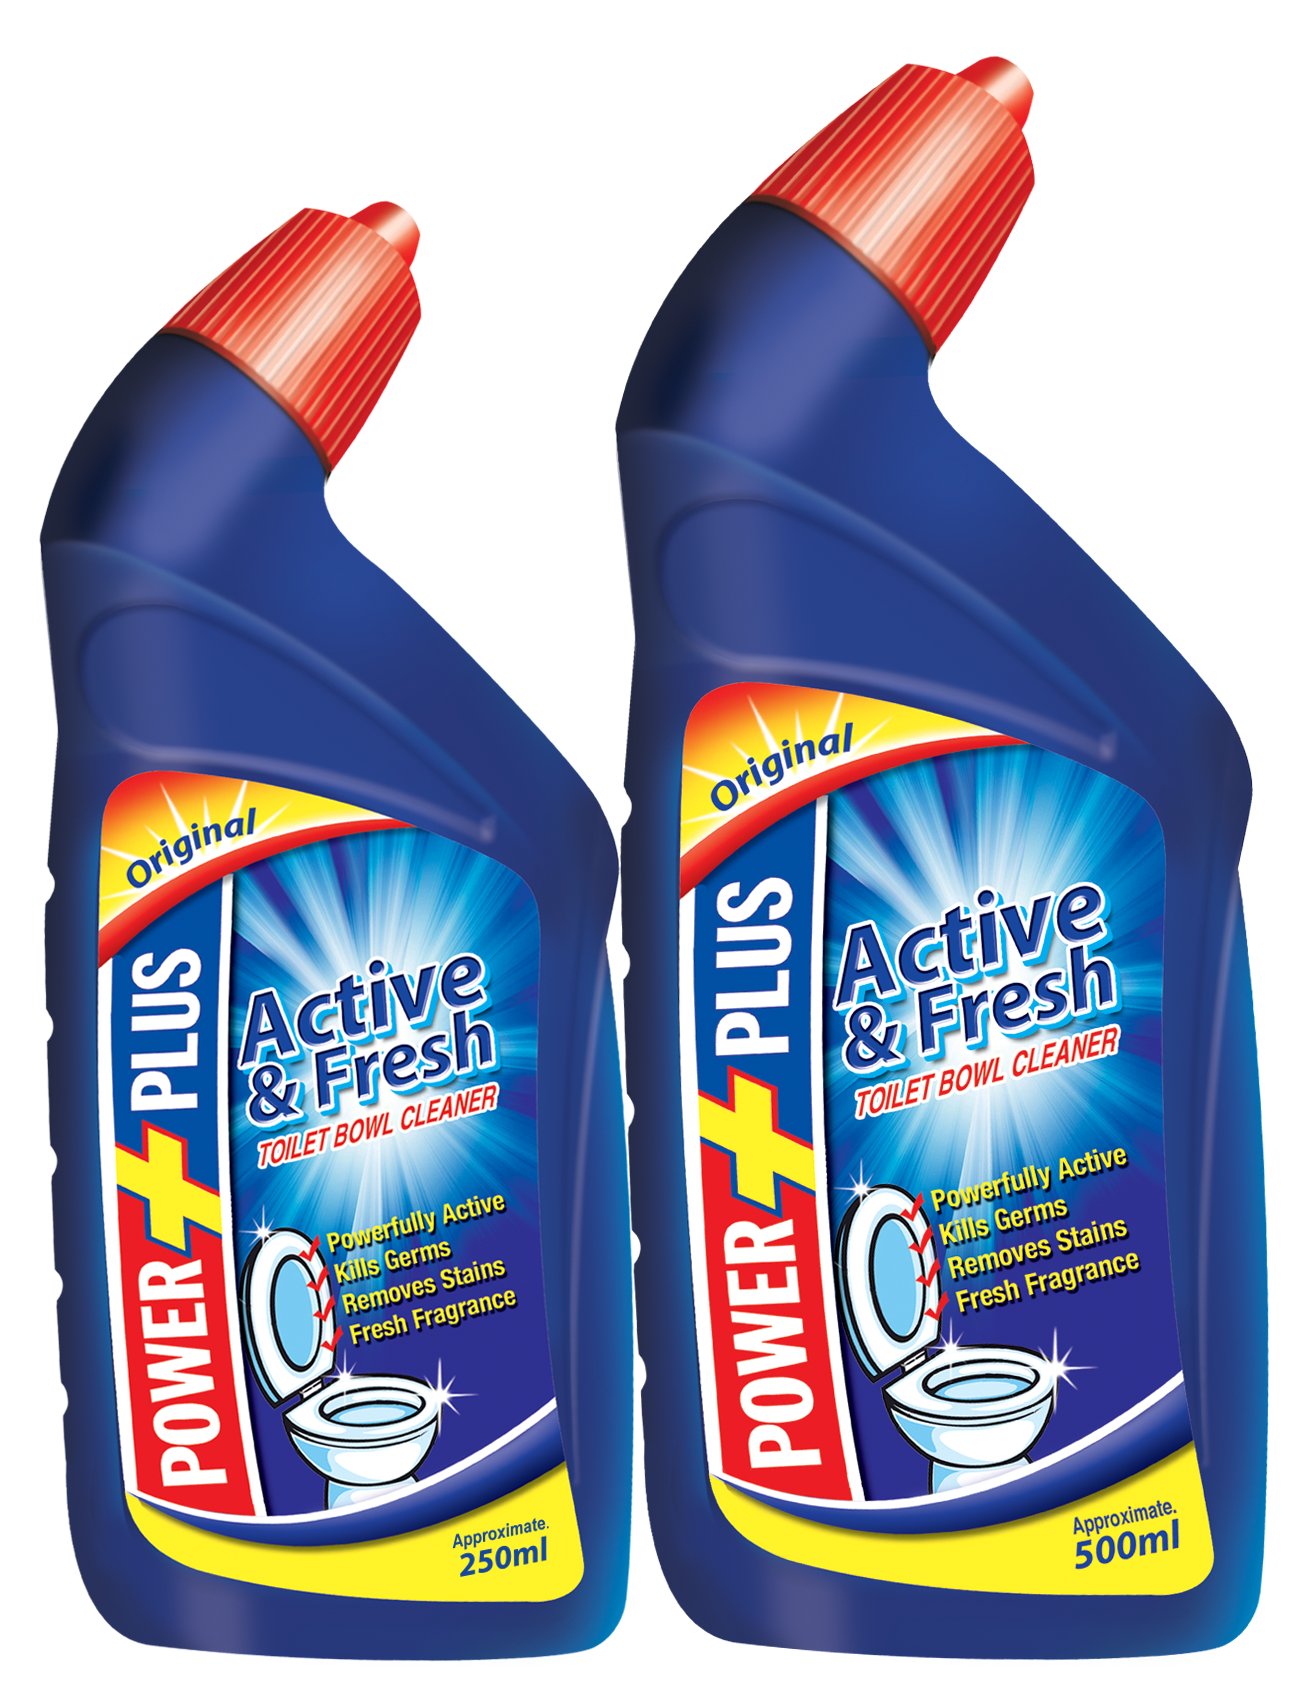 Original
POWER+PLUS
Active
& Fresh
TOILET BOWL CLEANER
Powerfully Active
Kills Germs
Removes Stains
Fresh Fragrance
Approximate.
250ml
Original
POWER+PLUS
Active
& Fresh
TOILET BOWL CLEANER
Powerfully Active
Kills Germs
Removes Stains
Fresh Fragrance
Approximate.
500ml